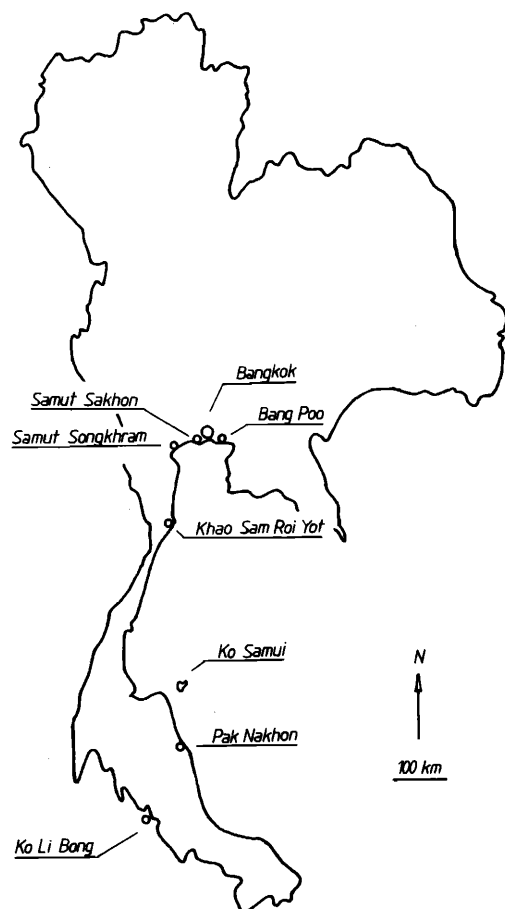 Bangkok
Samut Sakhon
Bang Poo
Samut Songkhram
Khao Sam Roi Yot
Ko Samui
N
Pak Nakhon
100 km
Ko Li Bong